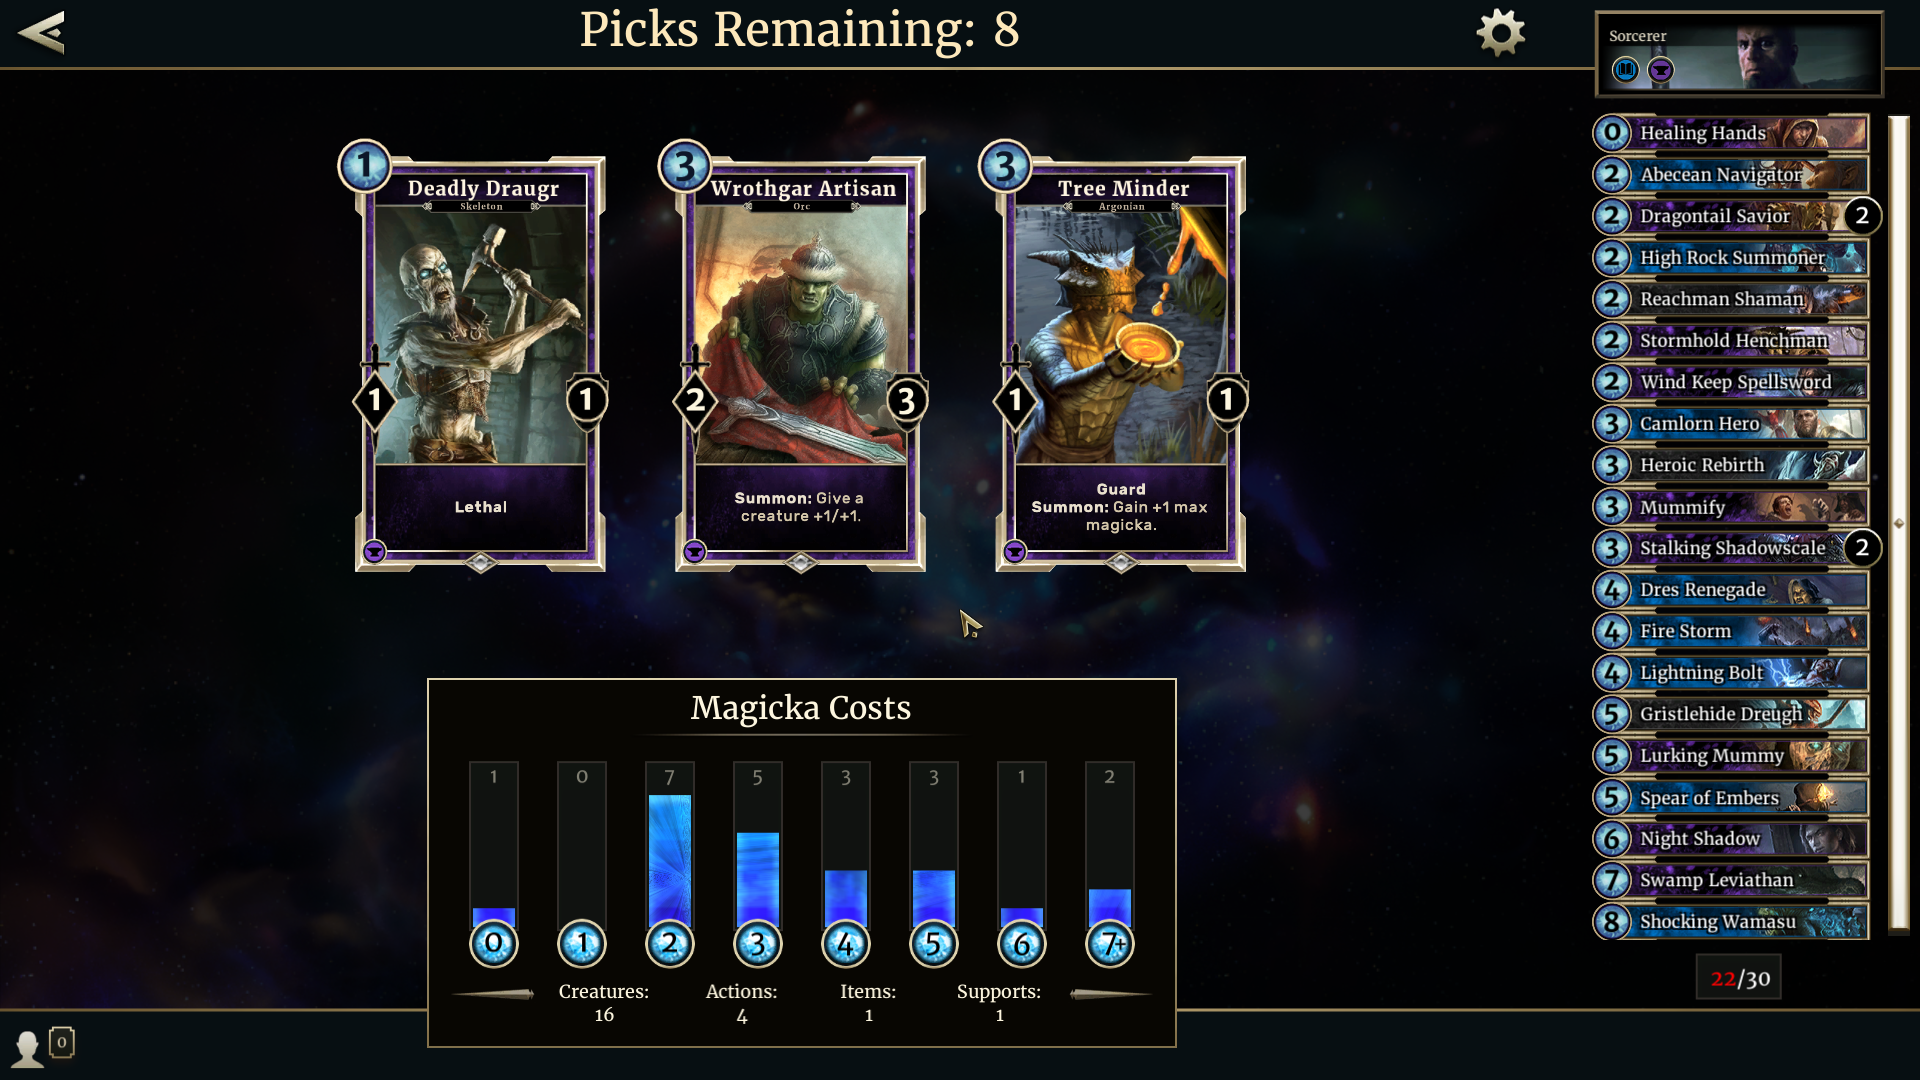 Picks Remaining: 8
Sorcerer
1
Deadly Draugr
Skeleton
1
1
Lethal
3
Wrothgar Artisan
Orc
2
3
Summon: Give a
creature +1/+1.
3
Tree Minder
Argonian
1
1
Guard
Summon: Gain +1 max
magicka.
0 Healing Hands
2 Abecean Navigator
2 Dragontail Savior 2
2 High Rock Summoner
2 Reachman Shaman
2 Stormhold Henchman
2 Wind Keep Spellsword
3 Camlorn Hero
3 Heroic Rebirth
3 Mummify
3 Stalking Shadowscale 2
4 Dres Renegade
4 Fire Storm
4 Lightning Bolt
5 Gristlehide Dreugh
5 Lurking Mummy
5 Spear of Embers
6 Night Shadow
7 Swamp Leviathan
8 Shocking Wamasu
22/30
Magicka Costs
1 0 7 5 3 3 1 2
0 1 2 3 4 5 6 7+
Creatures: Actions: Items: Supports:
16 4 1 1
0